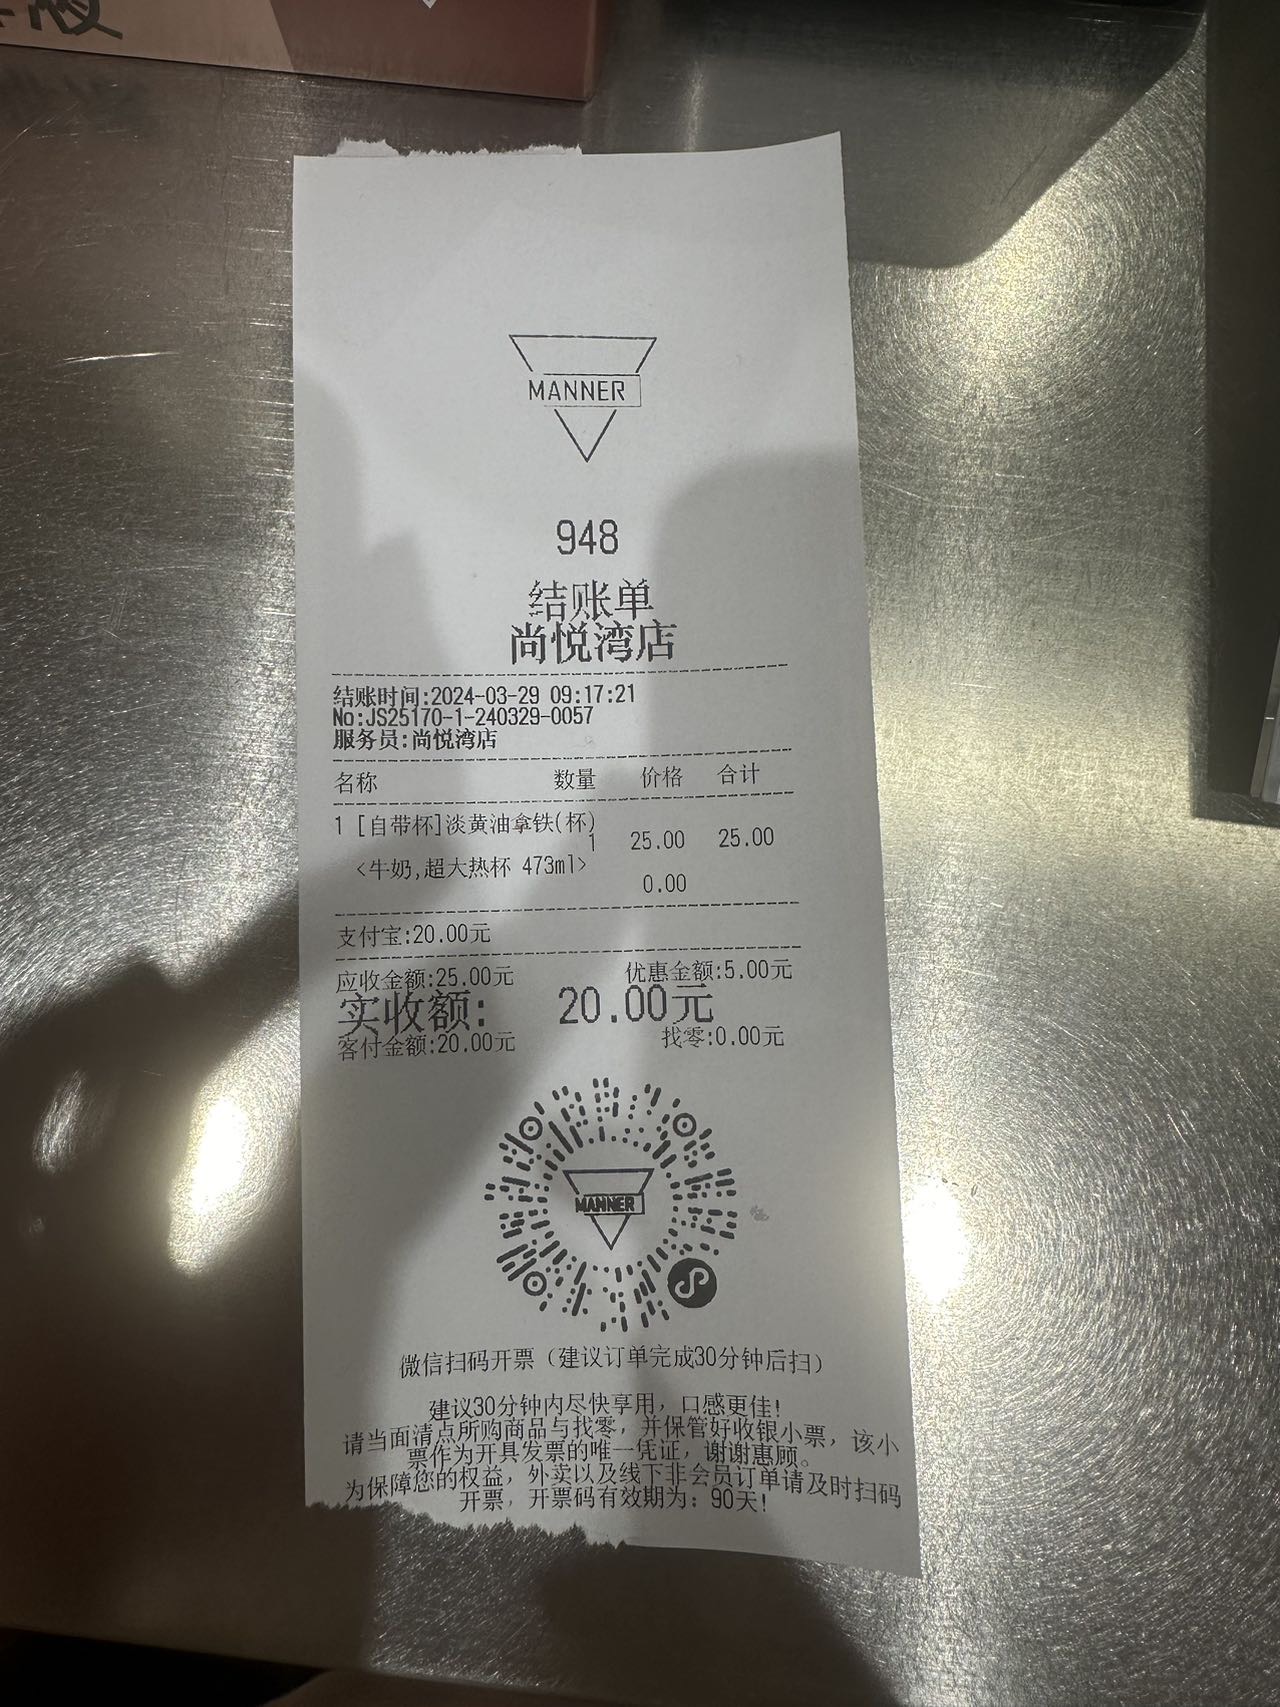 MANNER
948
结账单
尚悦湾店
结账时间:2024-03-29 09:17:21
No:JS25170-1-240329-0057
服务员:尚悦湾店
名称 数量 价格 合计
1 [自带杯]淡黄油拿铁(杯)
1 25.00 25.00
<牛奶,超大热杯 473ml>
0.00
支付宝:20.00元
应收金额:25.00元 优惠金额:5.00元
实收额: 20.00元
客付金额:20.00元 找零:0.00元
MANNER
微信扫码开票（建议订单完成30分钟后扫）
建议30分钟内尽快享用，口感更佳!
请当面清点所购商品与找零，并保管好收银小票，该小
票作为开具发票的唯一凭证，谢谢惠顾。
为保障您的权益，外卖以及线下非会员订单请及时扫码
开票，开票码有效期为：90天!